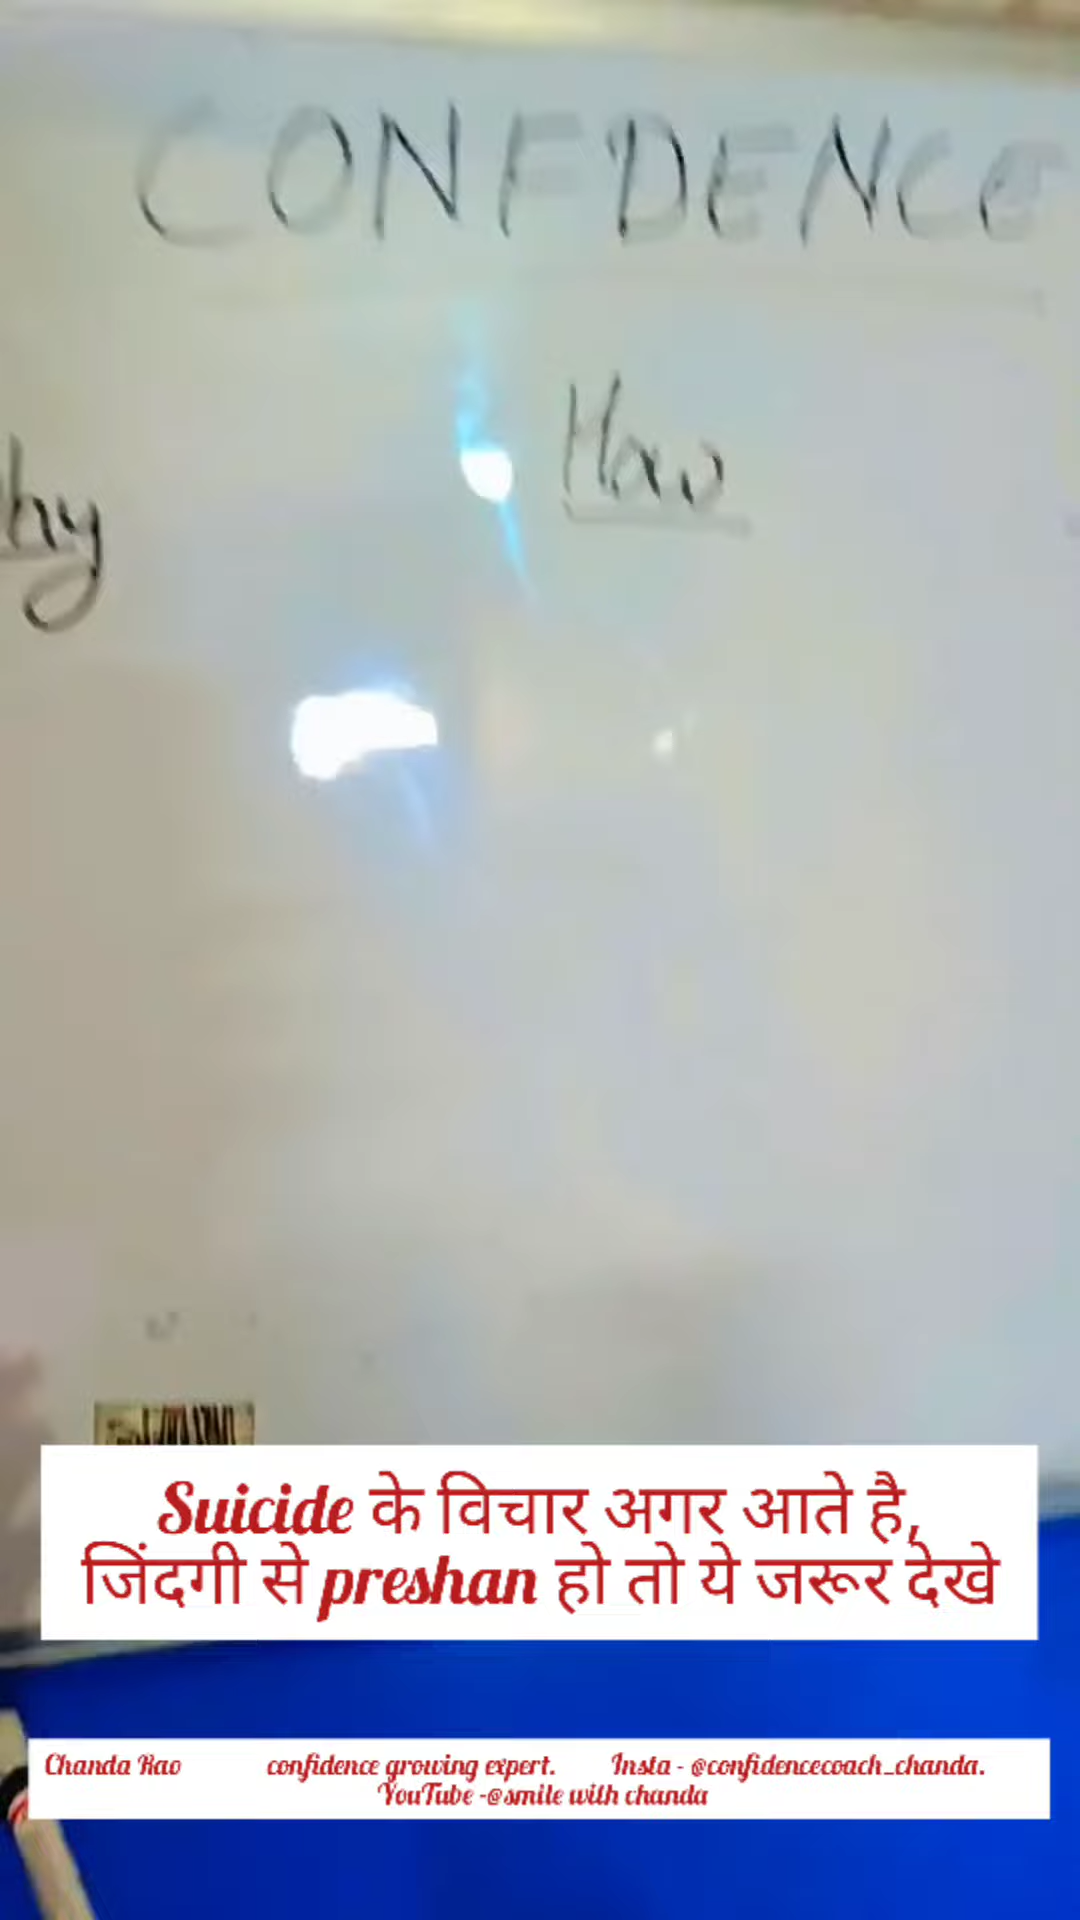 CONFDENCE
hy
How
Suicide के विचार अगर आते है,
जिंदगी से preshan हो तो ये जरूर देखे
Chanda Rao confidence growing expert. Insta - @confidencecoach_chanda.
YouTube -@smile with chanda